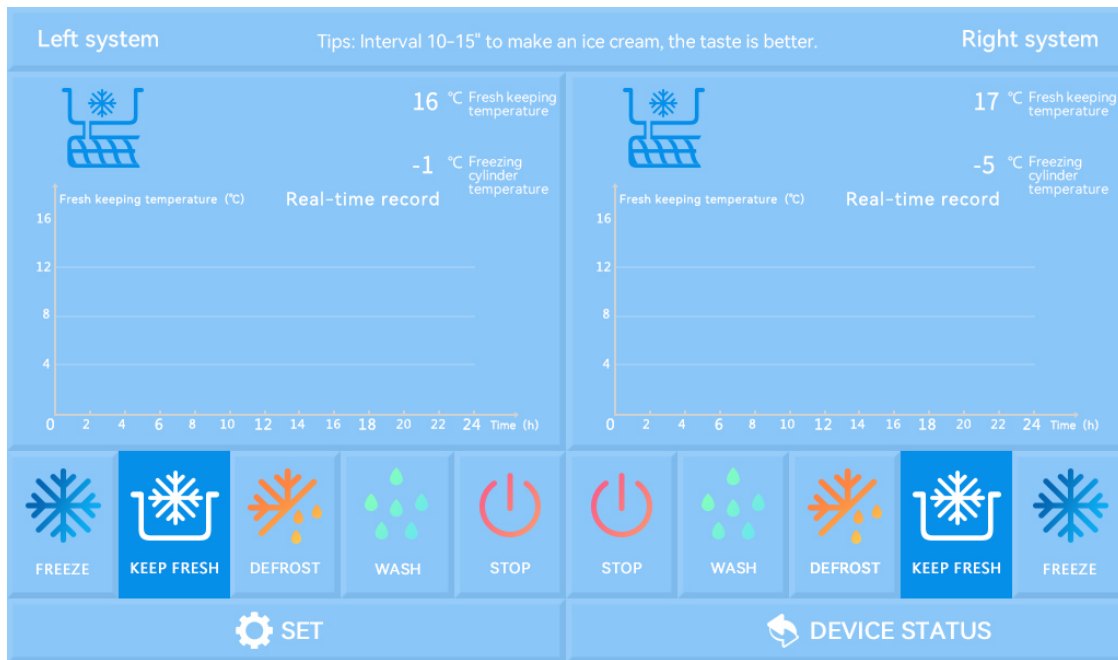 Left system
Tips: Interval 10-15" to make an ice cream, the taste is better.
Right system
16 ℃ Fresh keeping
temperature
-1 ℃ Freezing
cylinder
temperature
Fresh keeping temperature (℃)
Real-time record
16
12
8
4
0 2 4 6 8 10 12 14 16 18 20 22 24 Time (h)
17 ℃ Fresh keeping
temperature
-5 ℃ Freezing
cylinder
temperature
Fresh keeping temperature (℃)
Real-time record
16
12
8
4
0 2 4 6 8 10 12 14 16 18 20 22 24 Time (h)
FREEZE
KEEP FRESH
DEFROST
WASH
STOP
STOP
WASH
DEFROST
KEEP FRESH
FREEZE
SET
DEVICE STATUS